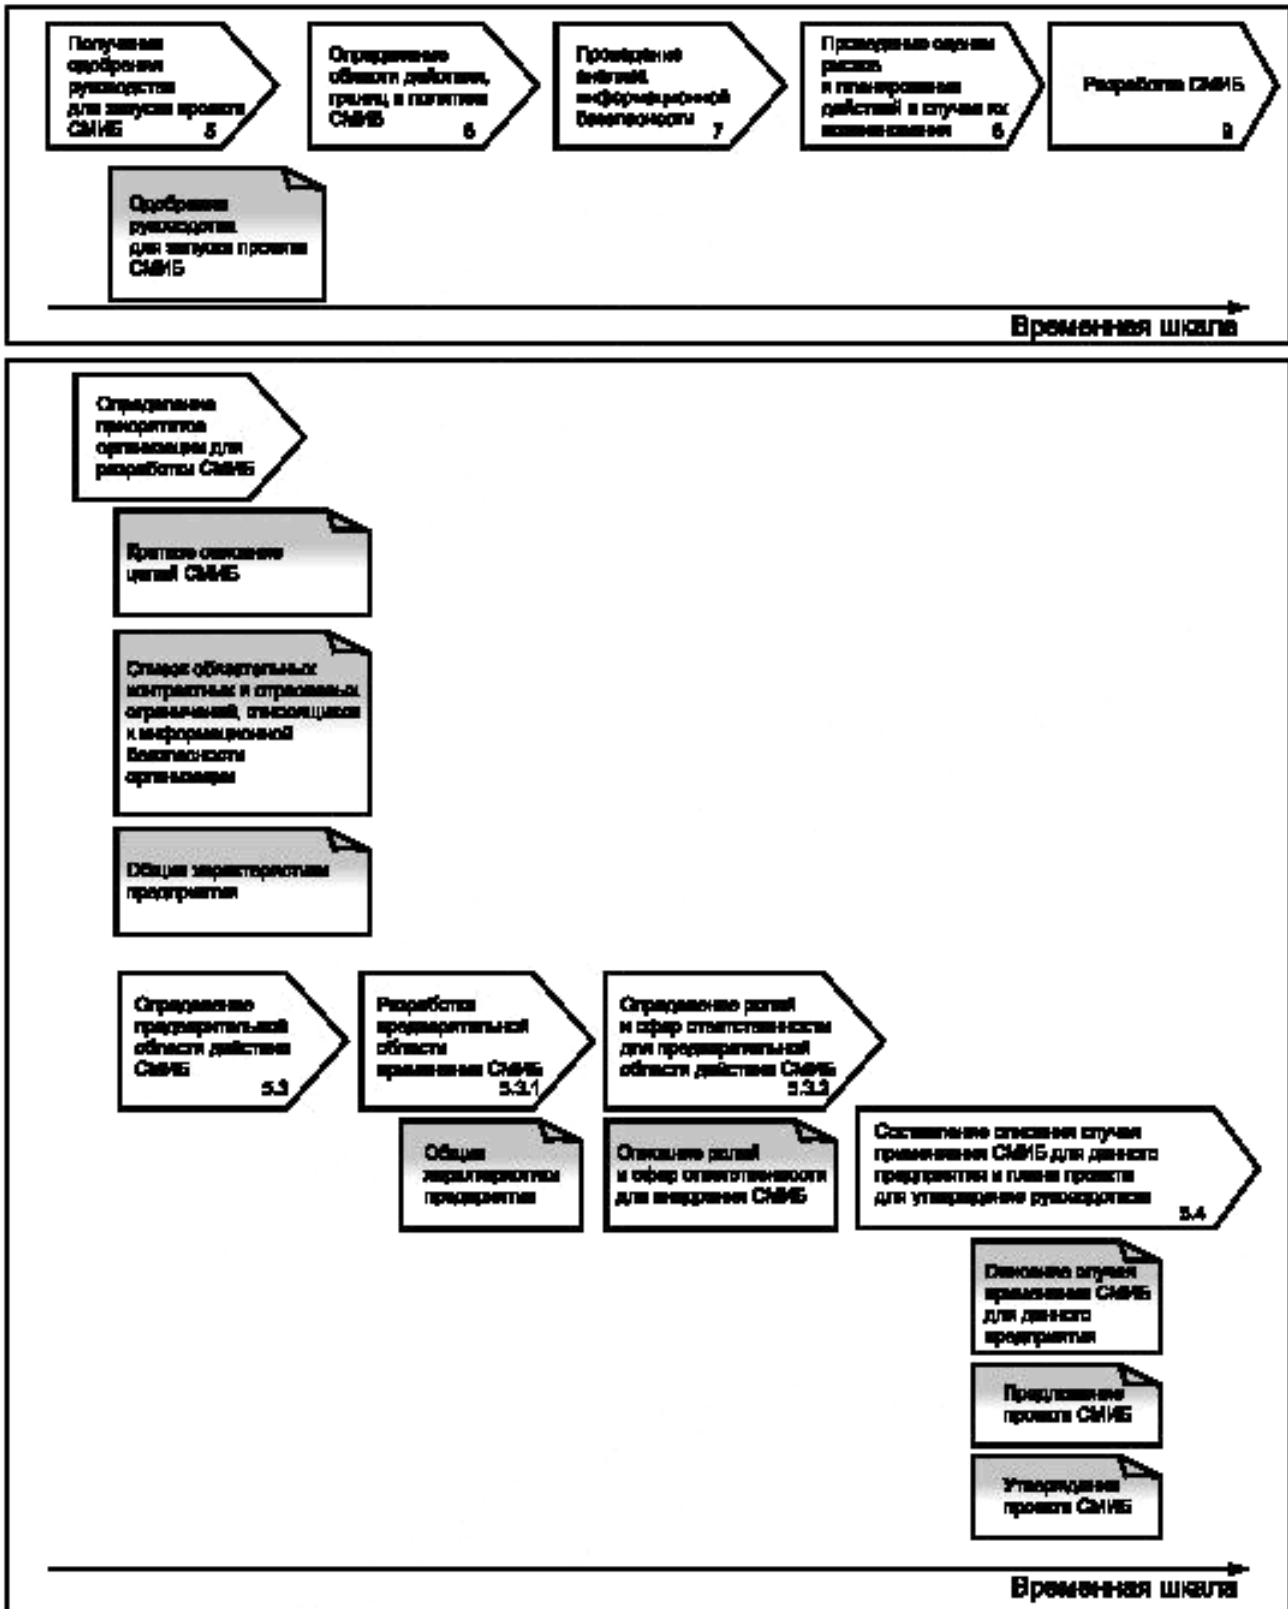 Получение
одобрения
руководства
для запуска проекта
СМИБ 5
Определение
области действия,
границ и политики
СМИБ 6
Проведение
анализа
информационной
безопасности 7
Проведение оценки
рисков
и планирование
действий в случае их
возникновения 8
Разработка СМИБ
9
Одобрение
руководства
для запуска проекта
СМИБ
Временная шкала
Определение
приоритетов
организации для
разработки СМИБ
Краткое описание
целей СМИБ
Список обязательных
контрактных и отраслевых
ограничений, относящихся
к информационной
безопасности
организации
Общие характеристики
предприятия
Определение
предварительной
области действия
СМИБ
5.3
Разработка
предварительной
области
применения СМИБ
5.3.1
Определение ролей
и сфер ответственности
для предварительной
области действия СМИБ
5.3.2
Общие
характеристики
предприятия
Описание ролей
и сфер ответственности
для внедрения СМИБ
Составление описания случая
применения СМИБ для данного
предприятия и плана проекта
для утверждение руководством
5.4
Описание случая
применения СМИБ
для данного
предприятия
Предложение
проекта СМИБ
Утверждение
проекта СМИБ
Временная шкала